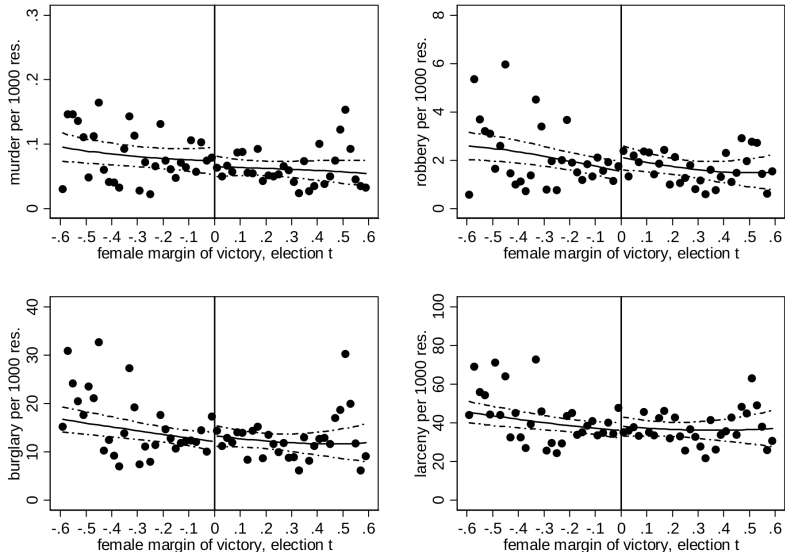 murder per 1000 res.
.3
.2
.1
0
-.6 -.5 -.4 -.3 -.2 -.1 0 .1 .2 .3 .4 .5 .6
female margin of victory, election t
robbery per 1000 res.
8
6
4
2
0
-.6 -.5 -.4 -.3 -.2 -.1 0 .1 .2 .3 .4 .5 .6
female margin of victory, election t
burglary per 1000 res.
40
30
20
10
0
-.6 -.5 -.4 -.3 -.2 -.1 0 .1 .2 .3 .4 .5 .6
female margin of victory, election t
larceny per 1000 res.
100
80
60
40
20
0
-.6 -.5 -.4 -.3 -.2 -.1 0 .1 .2 .3 .4 .5 .6
female margin of victory, election t